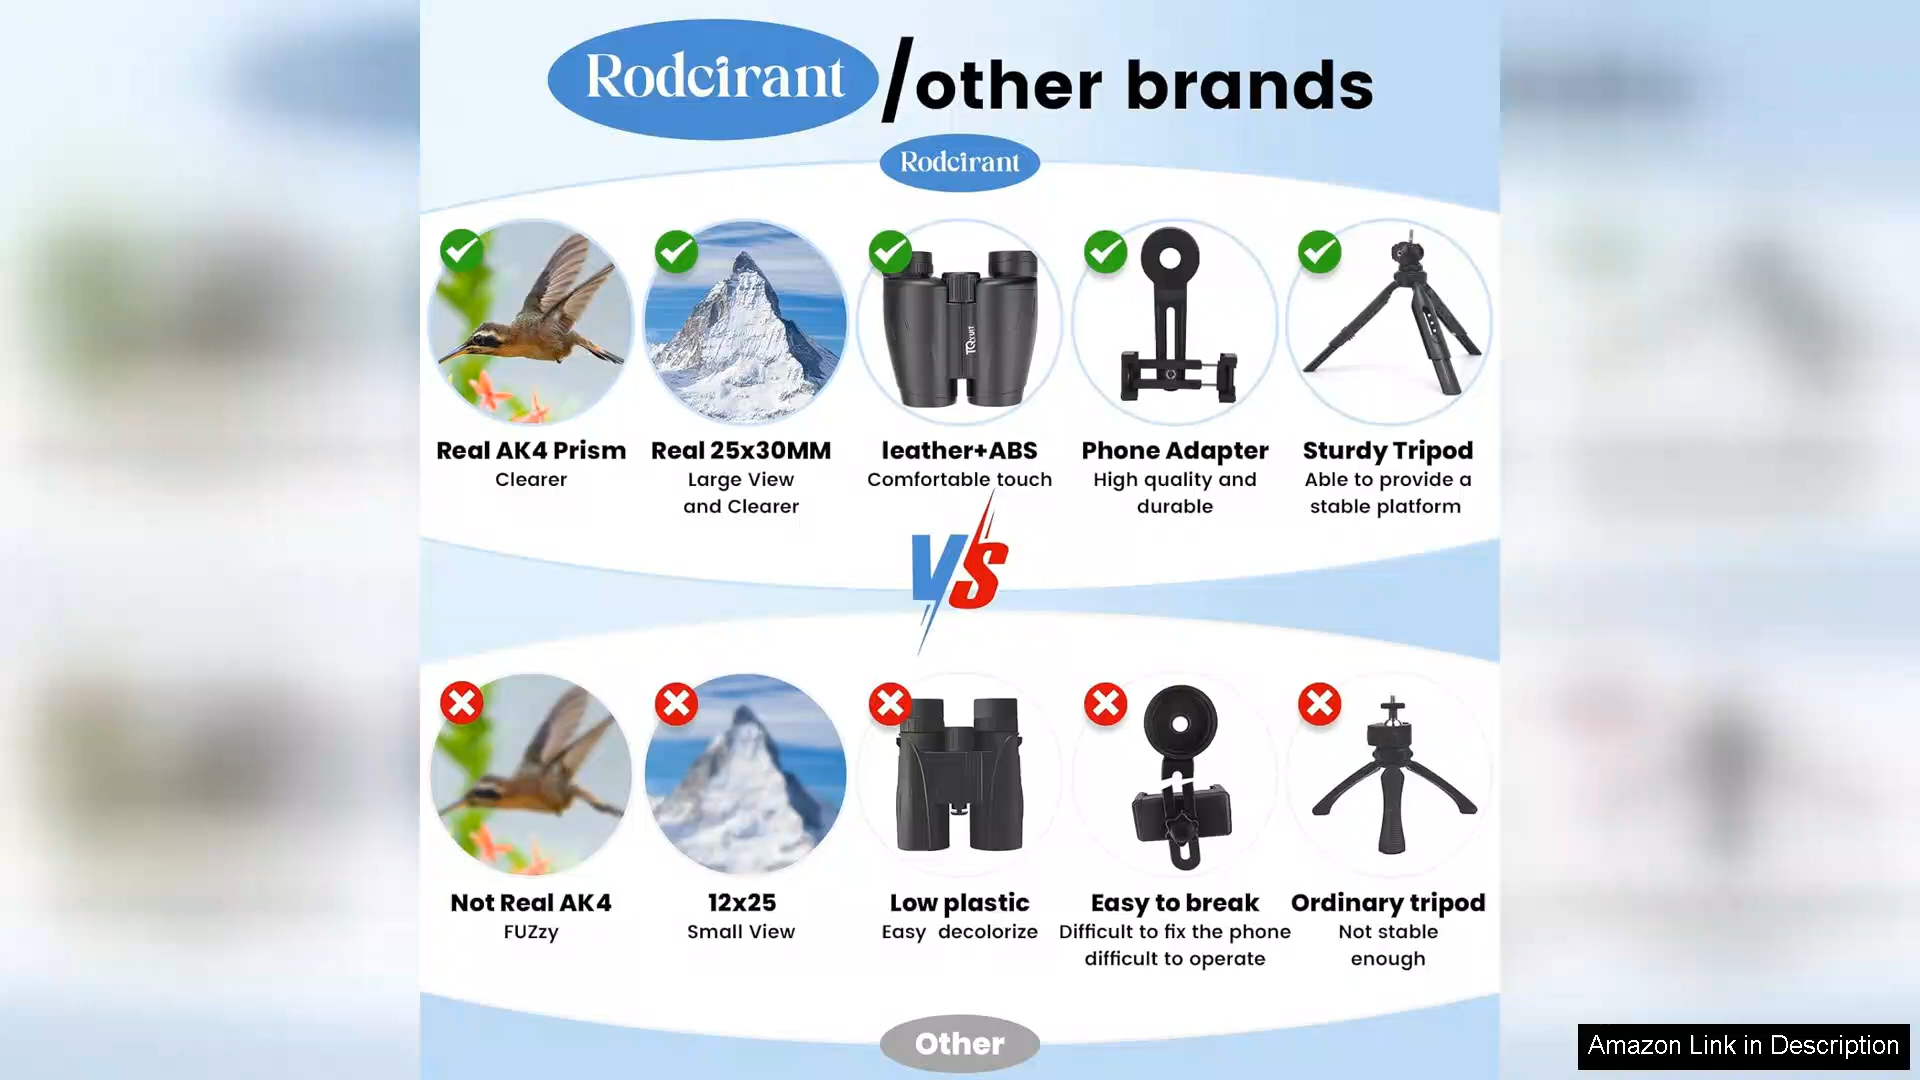 Rodcirant /other brands
Rodcirant
Real AK4 Prism
Clearer
Real 25x30MM
Large View
and Clearer
leather+ABS
Comfortable touch
Phone Adapter
High quality and
durable
Sturdy Tripod
Able to provide a
stable platform
VS
Not Real AK4
FUZzy
12x25
Small View
Low plastic
Easy decolorize
Easy to break
Difficult to fix the phone
difficult to operate
Ordinary tripod
Not stable
enough
Other
Amazon Link in Description